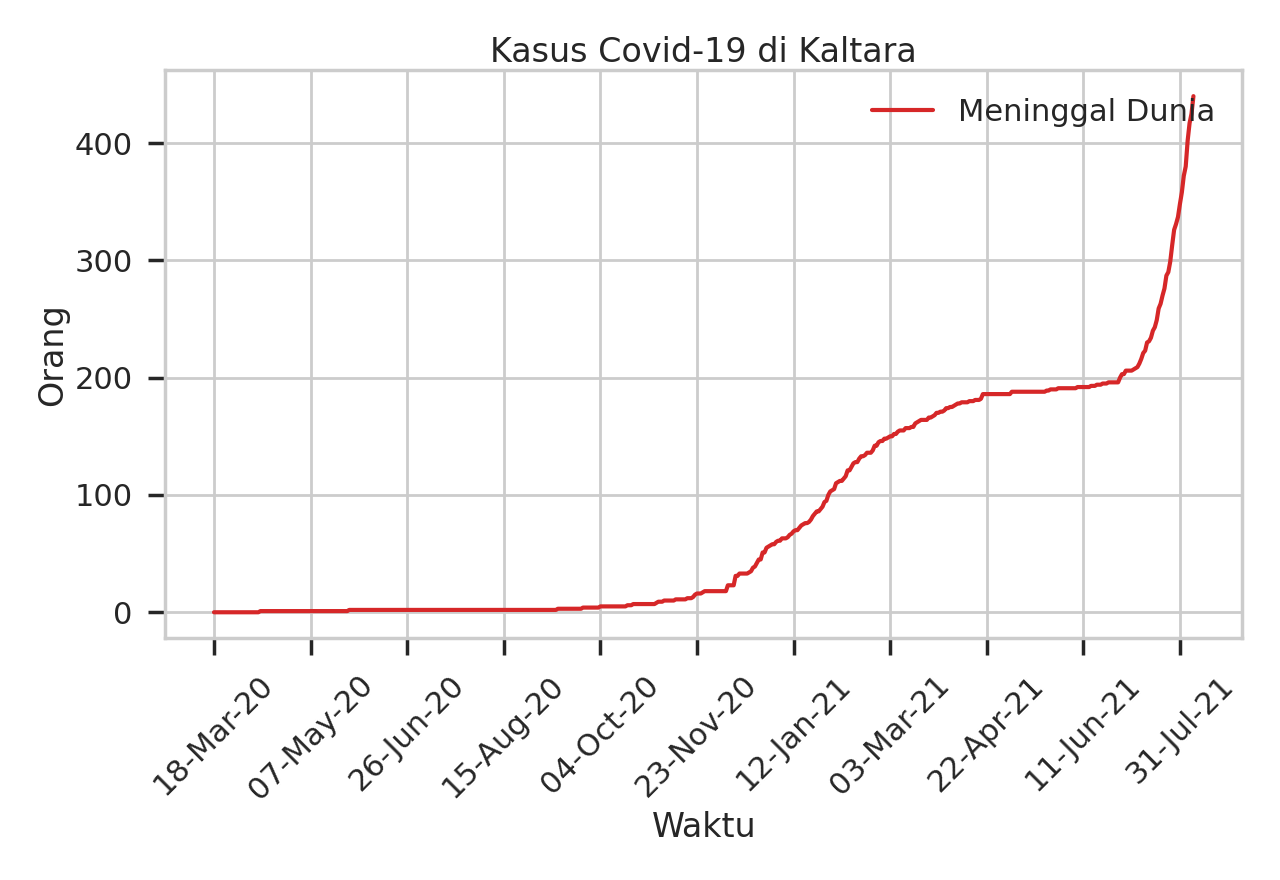 Kasus Covid-19 di Kaltara
Meninggal Dunia
Orang
400
300
200
100
0
18-Mar-20
07-May-20
26-Jun-20
15-Aug-20
04-Oct-20
23-Nov-20
12-Jan-21
03-Mar-21
22-Apr-21
11-Jun-21
31-Jul-21
Waktu